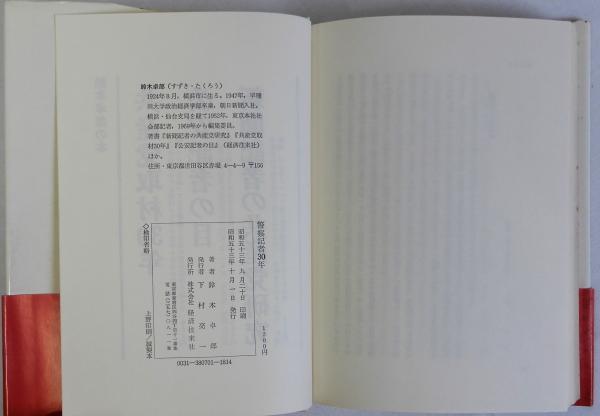 鈴木卓郎(すずき・たくろう)
1924年8月,横浜市に生る。1947年,早稲
田大学政治経済学部卒業,朝日新聞入社。
横浜・仙台支局を経て1952年,東京本社社
会部記者,1969年から編集委員。
著書『新聞記者の共産党研究』『共産党取
材30年』『公安記者の目』(経済往来社)
ほか。
住所・東京都世田谷区赤堤 4—4—9 〒156
警察記者30年
1200円
昭和五十三年 九 月二十日 印刷
昭和五十三年 十 月 一 日 発行
著 者 鈴 木 卓 郎
発行者 下 村 亮 一
発行所 株式会社 経済往来社
◇検印省略
上野印刷/誠製本
0031—380701—1814